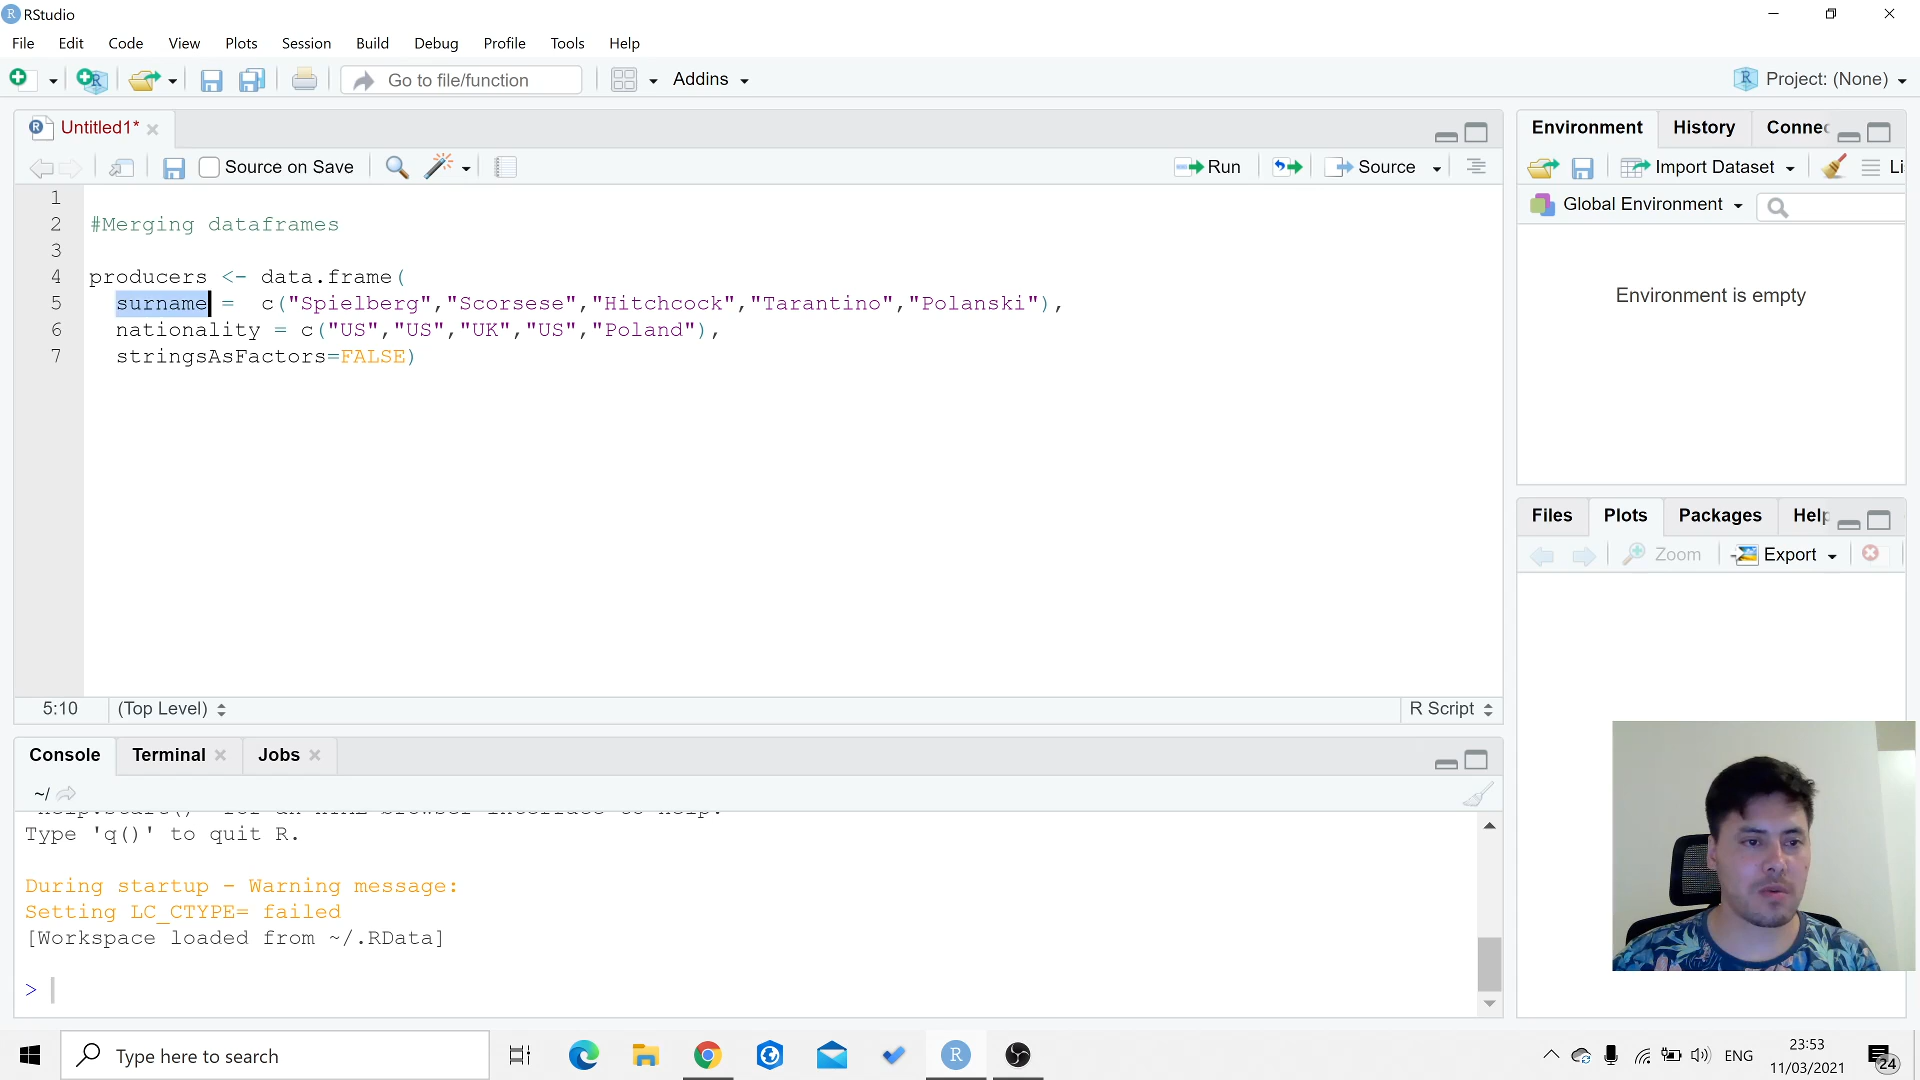 RStudio
File Edit Code View Plots Session Build Debug Profile Tools Help
Go to file/function Addins Project: (None)
Untitled1*
Source on Save Run Source
1
2 #Merging dataframes
3
4 producers <- data.frame(
5 surname = c("Spielberg","Scorsese","Hitchcock","Tarantino","Polanski"),
6 nationality = c("US","US","UK","US","Poland"),
7 stringsAsFactors=FALSE)
5:10 (Top Level) R Script
Console Terminal Jobs
~/
Type 'q()' to quit R.
During startup - Warning message:
Setting LC_CTYPE= failed
[Workspace loaded from ~/.RData]
>
Environment History Connec
Import Dataset Li
Global Environment
Environment is empty
Files Plots Packages Help
Zoom Export
Type here to search
ENG
23:53
11/03/2021
24